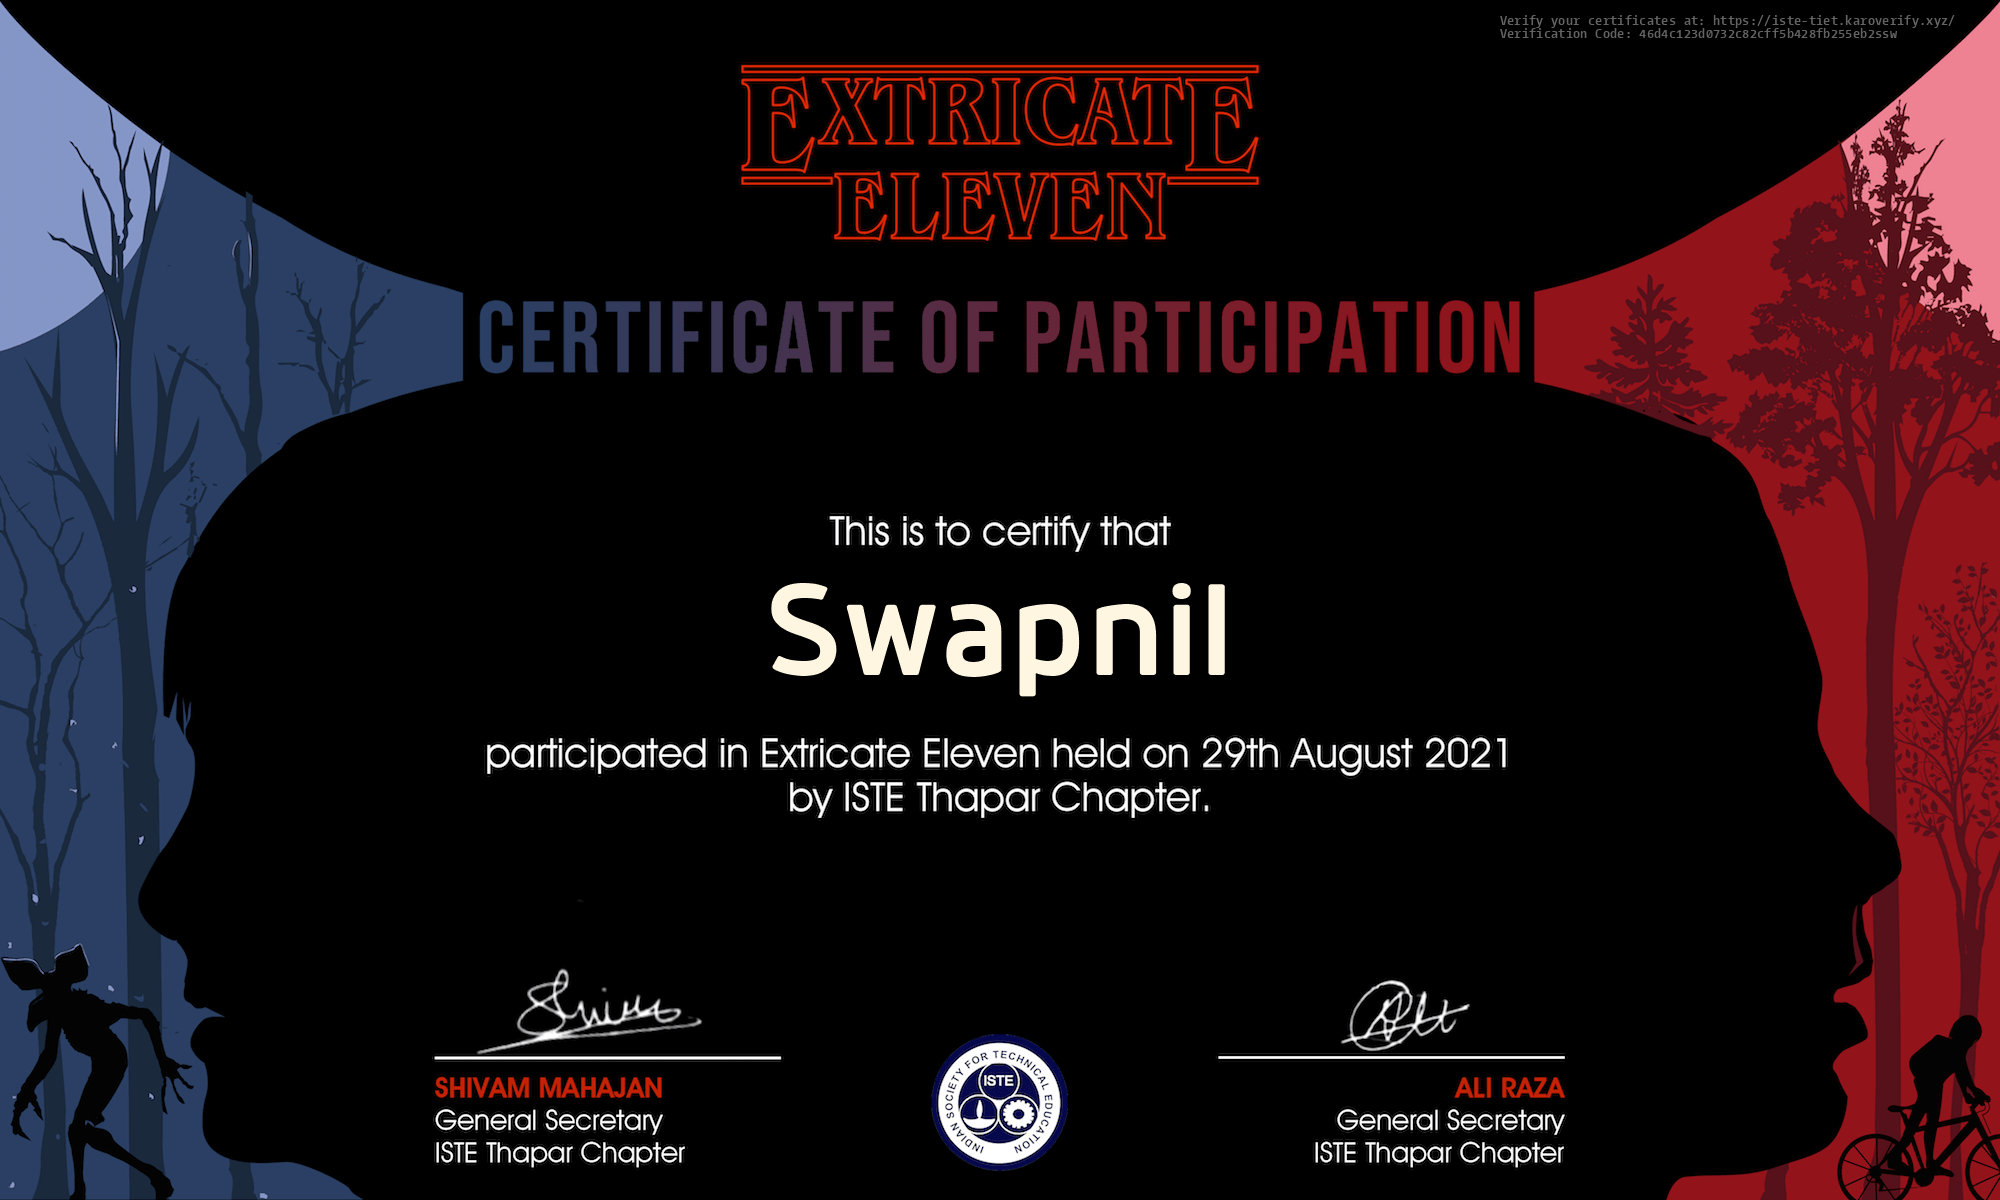 Verify your certificates at: https://iste-tiet.karoverify.xyz/
Verification Code: 46d4c123d0732c82cff5b428fb255eb2ssw
EXTRICATE
ELEVEN
CERTIFICATE OF PARTICIPATION
This is to certify that
Swapnil
participated in Extricate Eleven held on 29th August 2021
by ISTE Thapar Chapter.
SHIVAM MAHAJAN
General Secretary
ISTE Thapar Chapter
INDIAN SOCIETY FOR TECHNICAL EDUCATION
ISTE
ALI RAZA
General Secretary
ISTE Thapar Chapter